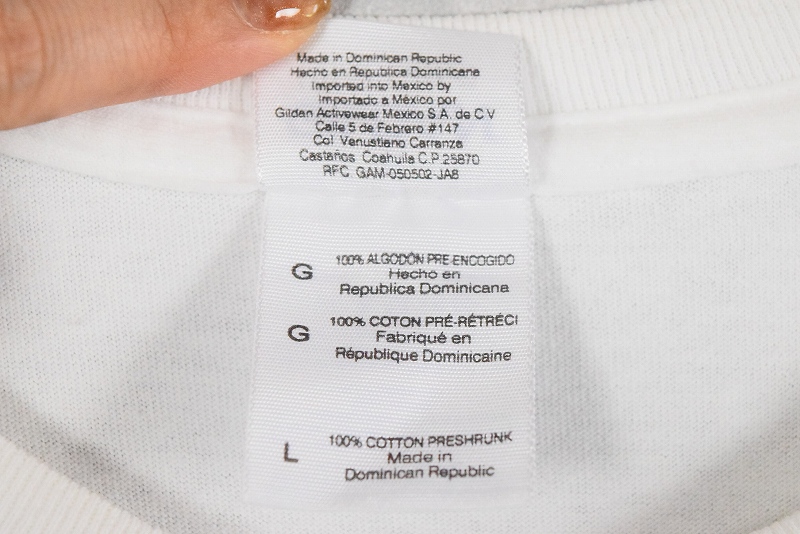 Made in Dominican Republic
Hecho en Republica Dominicana
Imported into Mexico by
Importado a México por
Gildan Activewear Mexico S.A. de C V
Calle 5 de Febrero #147
Col Venustiano Carranza
Castaños Coahuila C.P. 25870
RFC GAM-050502-JA8
G 100% ALGODÓN PRE-ENCOGIDO
Hecho en
Republica Dominicana
G 100% COTON PRÉ-RÉTRÉCI
Fabriqué en
République Dominicaine
L 100% COTTON PRESHRUNK
Made in
Dominican Republic